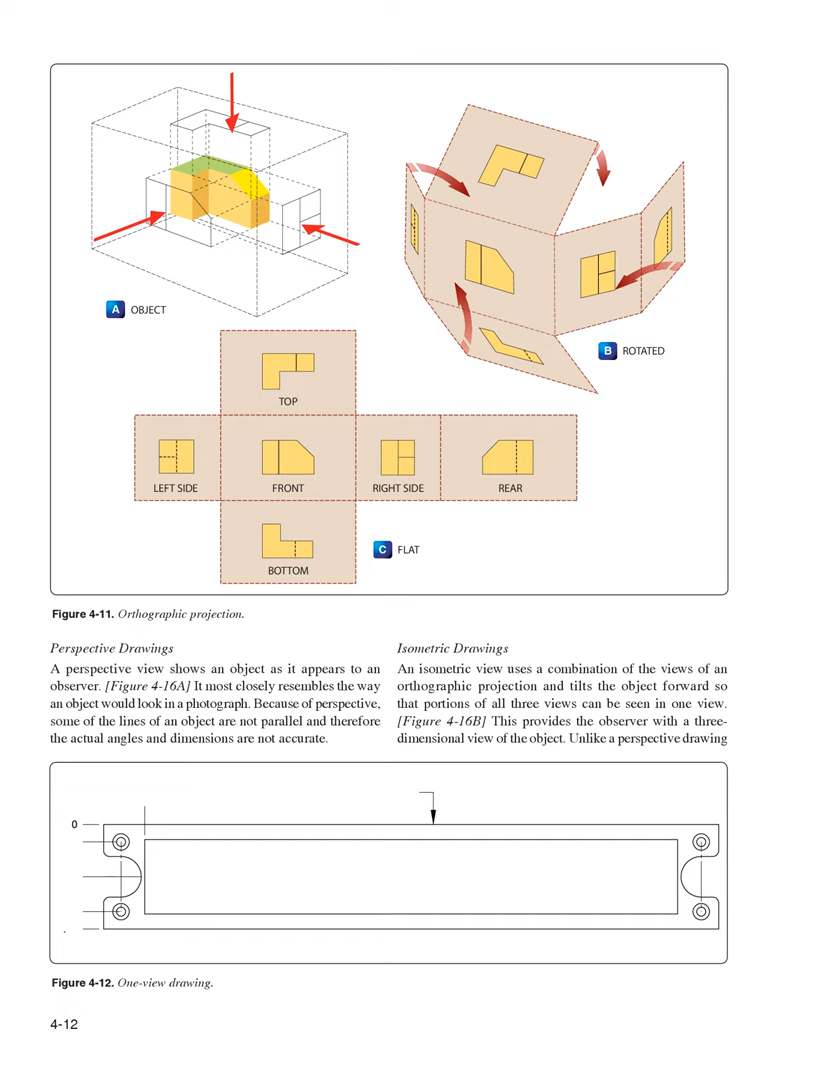 A OBJECT
B ROTATED
TOP
LEFT SIDE
FRONT
RIGHT SIDE
REAR
BOTTOM
C FLAT
Figure 4-11. Orthographic projection.
Perspective Drawings
A perspective view shows an object as it appears to an
observer. [Figure 4-16A] It most closely resembles the way
an object would look in a photograph. Because of perspective,
some of the lines of an object are not parallel and therefore
the actual angles and dimensions are not accurate.
Isometric Drawings
An isometric view uses a combination of the views of an
orthographic projection and tilts the object forward so
that portions of all three views can be seen in one view.
[Figure 4-16B] This provides the observer with a three-
dimensional view of the object. Unlike a perspective drawing
0
Figure 4-12. One-view drawing.
4-12